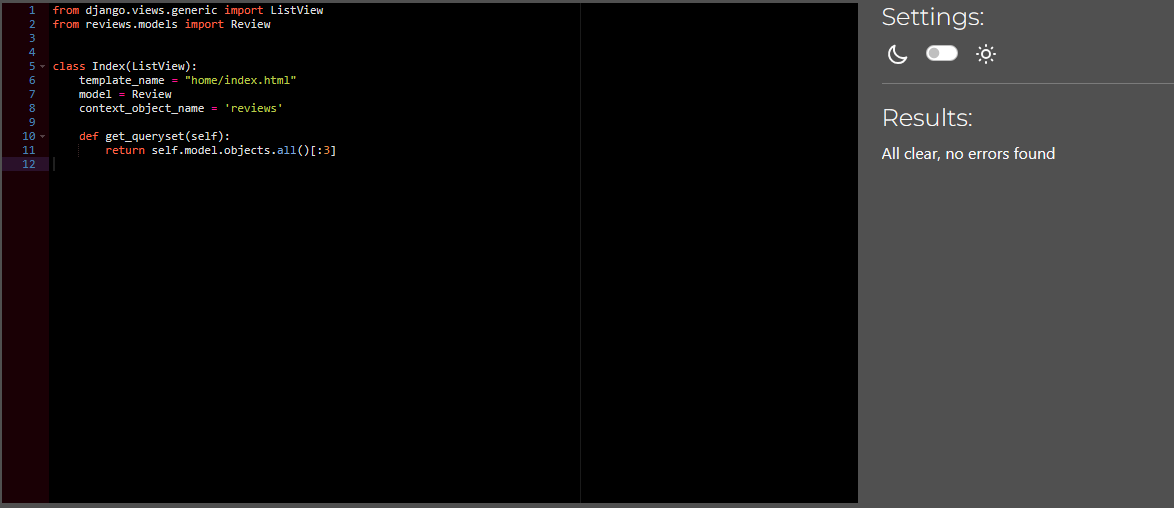 1 from django.views.generic import ListView
2 from reviews.models import Review
3
4
5 class Index(ListView):
6     template_name = "home/index.html"
7     model = Review
8     context_object_name = 'reviews'
9
10     def get_queryset(self):
11         return self.model.objects.all()[:3]
12
Settings:
Results:
All clear, no errors found